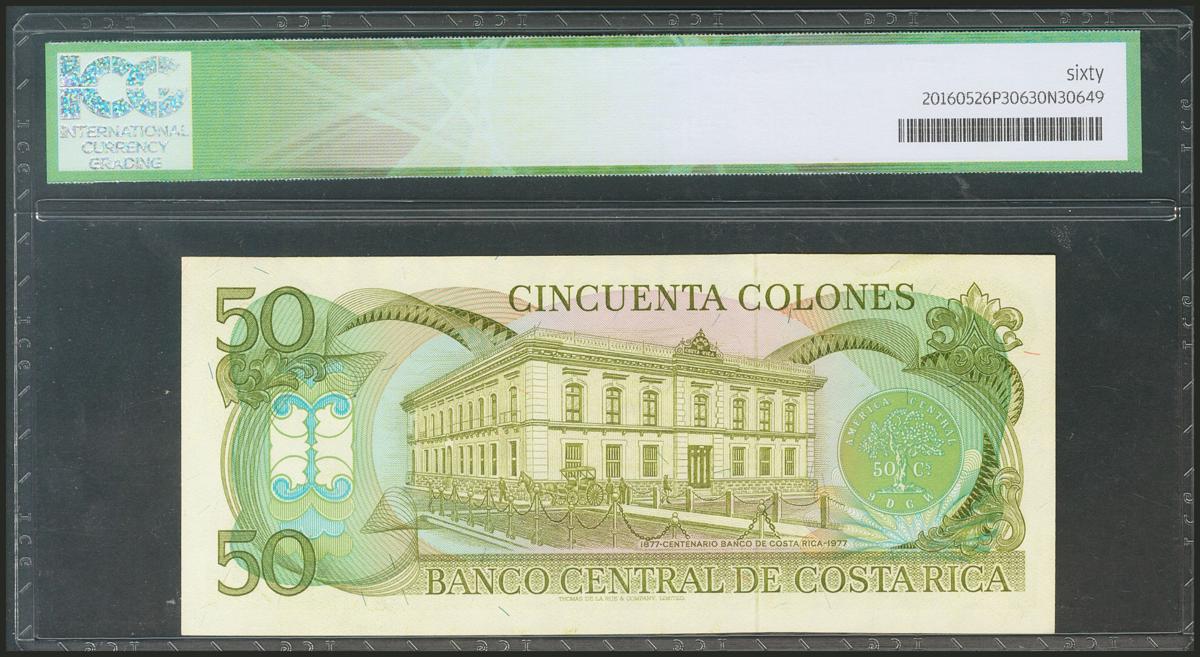 ICG
INTERNATIONAL
CURRENCY
GRADING
sixty
20160526P30630N30649
50
CINCUENTA COLONES
AMERICA CENTRAL
50 Cs
9 D G W
1877-CENTENARIO BANCO DE COSTA RICA-1977
50
BANCO CENTRAL DE COSTA RICA
THOMAS DE LA RUE & COMPANY, LIMITED.